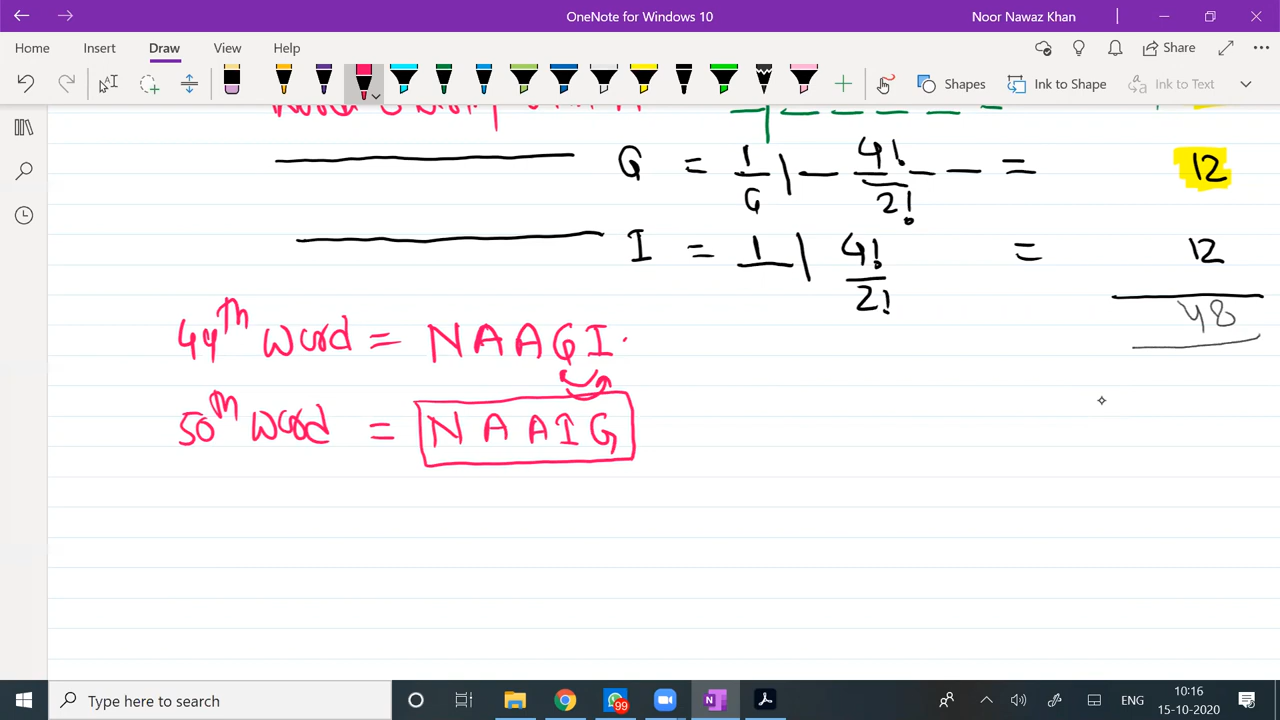 OneNote for Windows 10
Noor Nawaz Khan
Home Insert Draw View Help Share
Shapes Ink to Shape Ink to Text
G = 1/G | — 4!/2! — — = 12
I = 1 | 4!/2! = 12
48
49th Word = NAAGI.
50th Word = NAAIG
Type here to search
99
ENG
10:16
15-10-2020